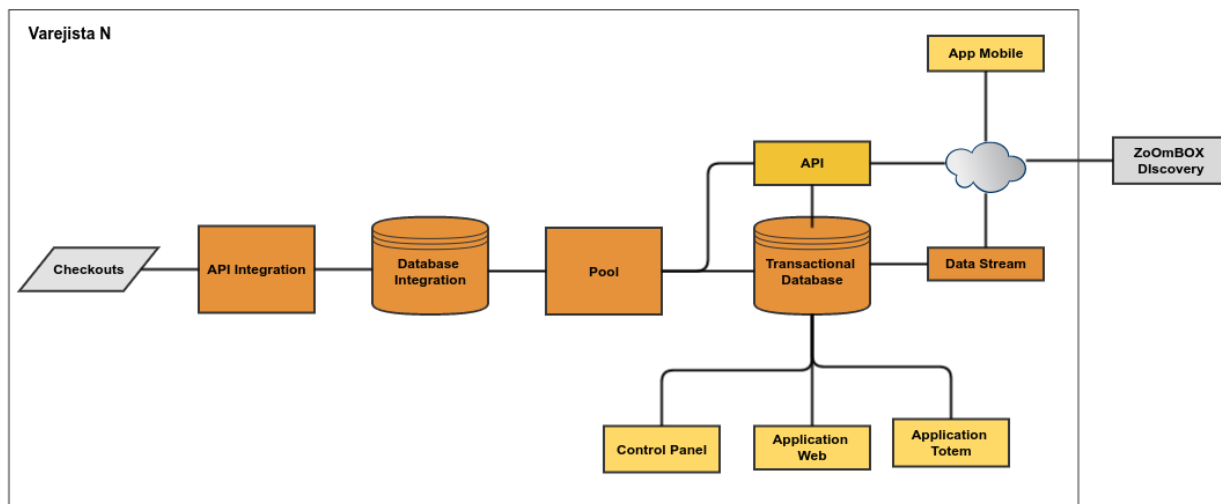 Varejista N
App Mobile
API
ZoOmBOX
DIscovery
Checkouts
API Integration
Database
Integration
Pool
Transactional
Database
Data Stream
Control Panel
Application
Web
Application
Totem